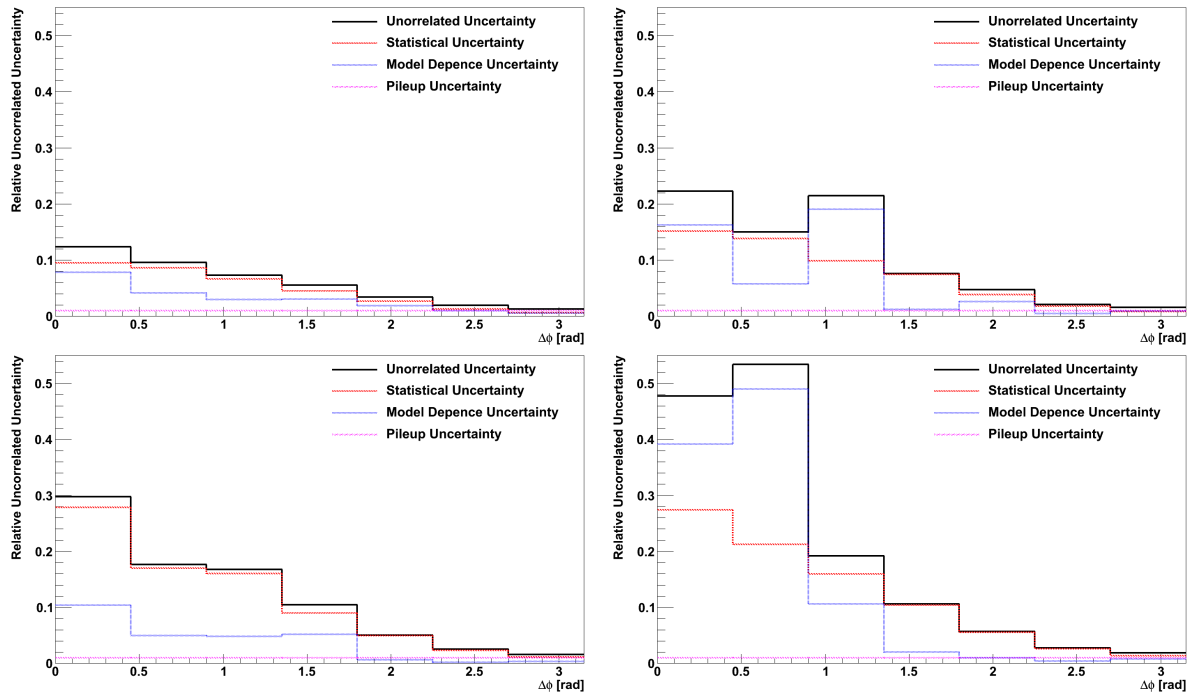 Relative Uncorrelated Uncertainty
0.5
0.4
0.3
0.2
0.1
0
Unorrelated Uncertainty
Statistical Uncertainty
Model Depence Uncertainty
Pileup Uncertainty
0 0.5 1 1.5 2 2.5 3
Δϕ [rad]
Relative Uncorrelated Uncertainty
0.5
0.4
0.3
0.2
0.1
0
Unorrelated Uncertainty
Statistical Uncertainty
Model Depence Uncertainty
Pileup Uncertainty
0 0.5 1 1.5 2 2.5 3
Δϕ [rad]
Relative Uncorrelated Uncertainty
0.5
0.4
0.3
0.2
0.1
0
Unorrelated Uncertainty
Statistical Uncertainty
Model Depence Uncertainty
Pileup Uncertainty
0 0.5 1 1.5 2 2.5 3
Δϕ [rad]
Relative Uncorrelated Uncertainty
0.5
0.4
0.3
0.2
0.1
0
Unorrelated Uncertainty
Statistical Uncertainty
Model Depence Uncertainty
Pileup Uncertainty
0 0.5 1 1.5 2 2.5 3
Δϕ [rad]